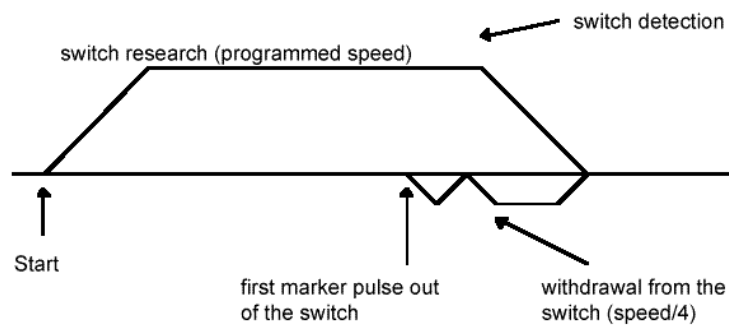 switch detection
switch research (programmed speed)
Start
first marker pulse out
of the switch
withdrawal from the
switch (speed/4)